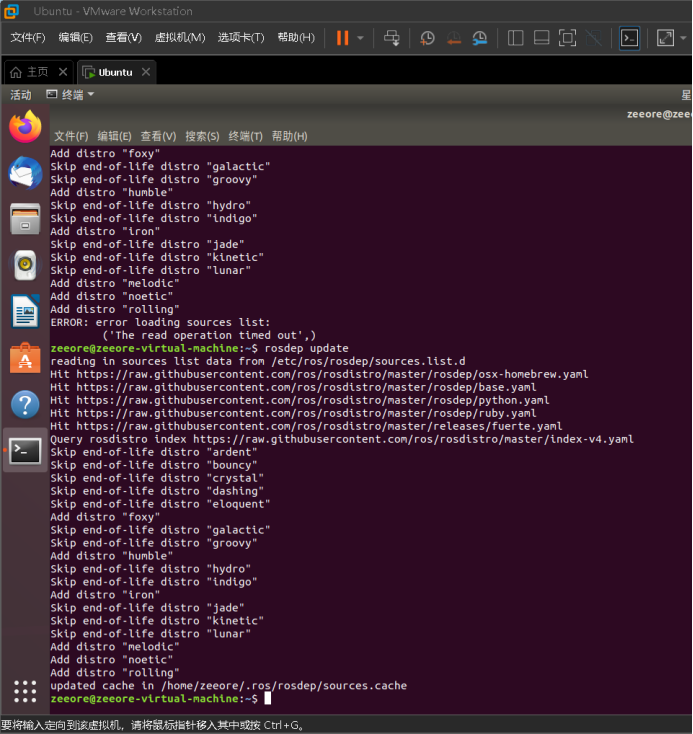 Ubuntu - VMware Workstation
文件(F) 编辑(E) 查看(V) 虚拟机(M) 选项卡(T) 帮助(H)
主页 Ubuntu
活动 终端 星
zeeore@zee
文件(F) 编辑(E) 查看(V) 搜索(S) 终端(T) 帮助(H)
Add distro "foxy"
Skip end-of-life distro "galactic"
Skip end-of-life distro "groovy"
Add distro "humble"
Skip end-of-life distro "hydro"
Skip end-of-life distro "indigo"
Add distro "iron"
Skip end-of-life distro "jade"
Skip end-of-life distro "kinetic"
Skip end-of-life distro "lunar"
Add distro "melodic"
Add distro "noetic"
Add distro "rolling"
ERROR: error loading sources list:
('The read operation timed out',)
zeeore@zeeore-virtual-machine:~$ rosdep update
reading in sources list data from /etc/ros/rosdep/sources.list.d
Hit https://raw.githubusercontent.com/ros/rosdistro/master/rosdep/osx-homebrew.yaml
Hit https://raw.githubusercontent.com/ros/rosdistro/master/rosdep/base.yaml
Hit https://raw.githubusercontent.com/ros/rosdistro/master/rosdep/python.yaml
Hit https://raw.githubusercontent.com/ros/rosdistro/master/rosdep/ruby.yaml
Hit https://raw.githubusercontent.com/ros/rosdistro/master/releases/fuerte.yaml
Query rosdistro index https://raw.githubusercontent.com/ros/rosdistro/master/index-v4.yaml
Skip end-of-life distro "ardent"
Skip end-of-life distro "bouncy"
Skip end-of-life distro "crystal"
Skip end-of-life distro "dashing"
Skip end-of-life distro "eloquent"
Add distro "foxy"
Skip end-of-life distro "galactic"
Skip end-of-life distro "groovy"
Add distro "humble"
Skip end-of-life distro "hydro"
Skip end-of-life distro "indigo"
Add distro "iron"
Skip end-of-life distro "jade"
Skip end-of-life distro "kinetic"
Skip end-of-life distro "lunar"
Add distro "melodic"
Add distro "noetic"
Add distro "rolling"
updated cache in /home/zeeore/.ros/rosdep/sources.cache
zeeore@zeeore-virtual-machine:~$
要将输入定向到该虚拟机，请将鼠标指针移入其中或按 Ctrl+G。